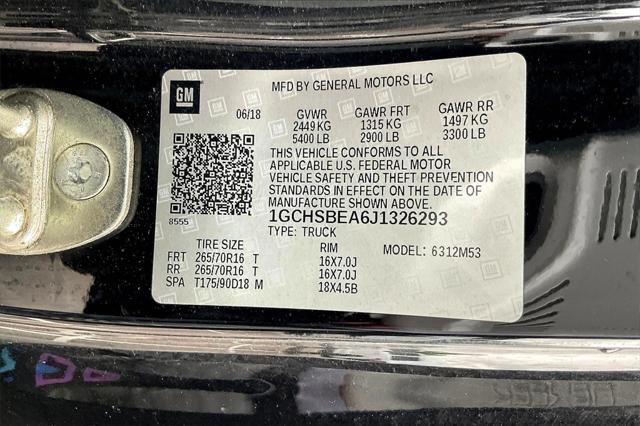 GM
MFD BY GENERAL MOTORS LLC
06/18 GVWR GAWR FRT GAWR RR
2449 KG 1315 KG 1497 KG
5400 LB 2900 LB 3300 LB
THIS VEHICLE CONFORMS TO ALL
APPLICABLE U.S. FEDERAL MOTOR
VEHICLE SAFETY AND THEFT PREVENTION
STANDARDS IN EFFECT ON THE DATE OF
MANUFACTURE SHOWN ABOVE.
8555 1GCHSBEA6J1326293
TYPE: TRUCK
TIRE SIZE RIM MODEL: 6312M53
FRT 265/70R16 T 16X7.0J
RR 265/70R16 T 16X7.0J
SPA T175/90D18 M 18X4.5B